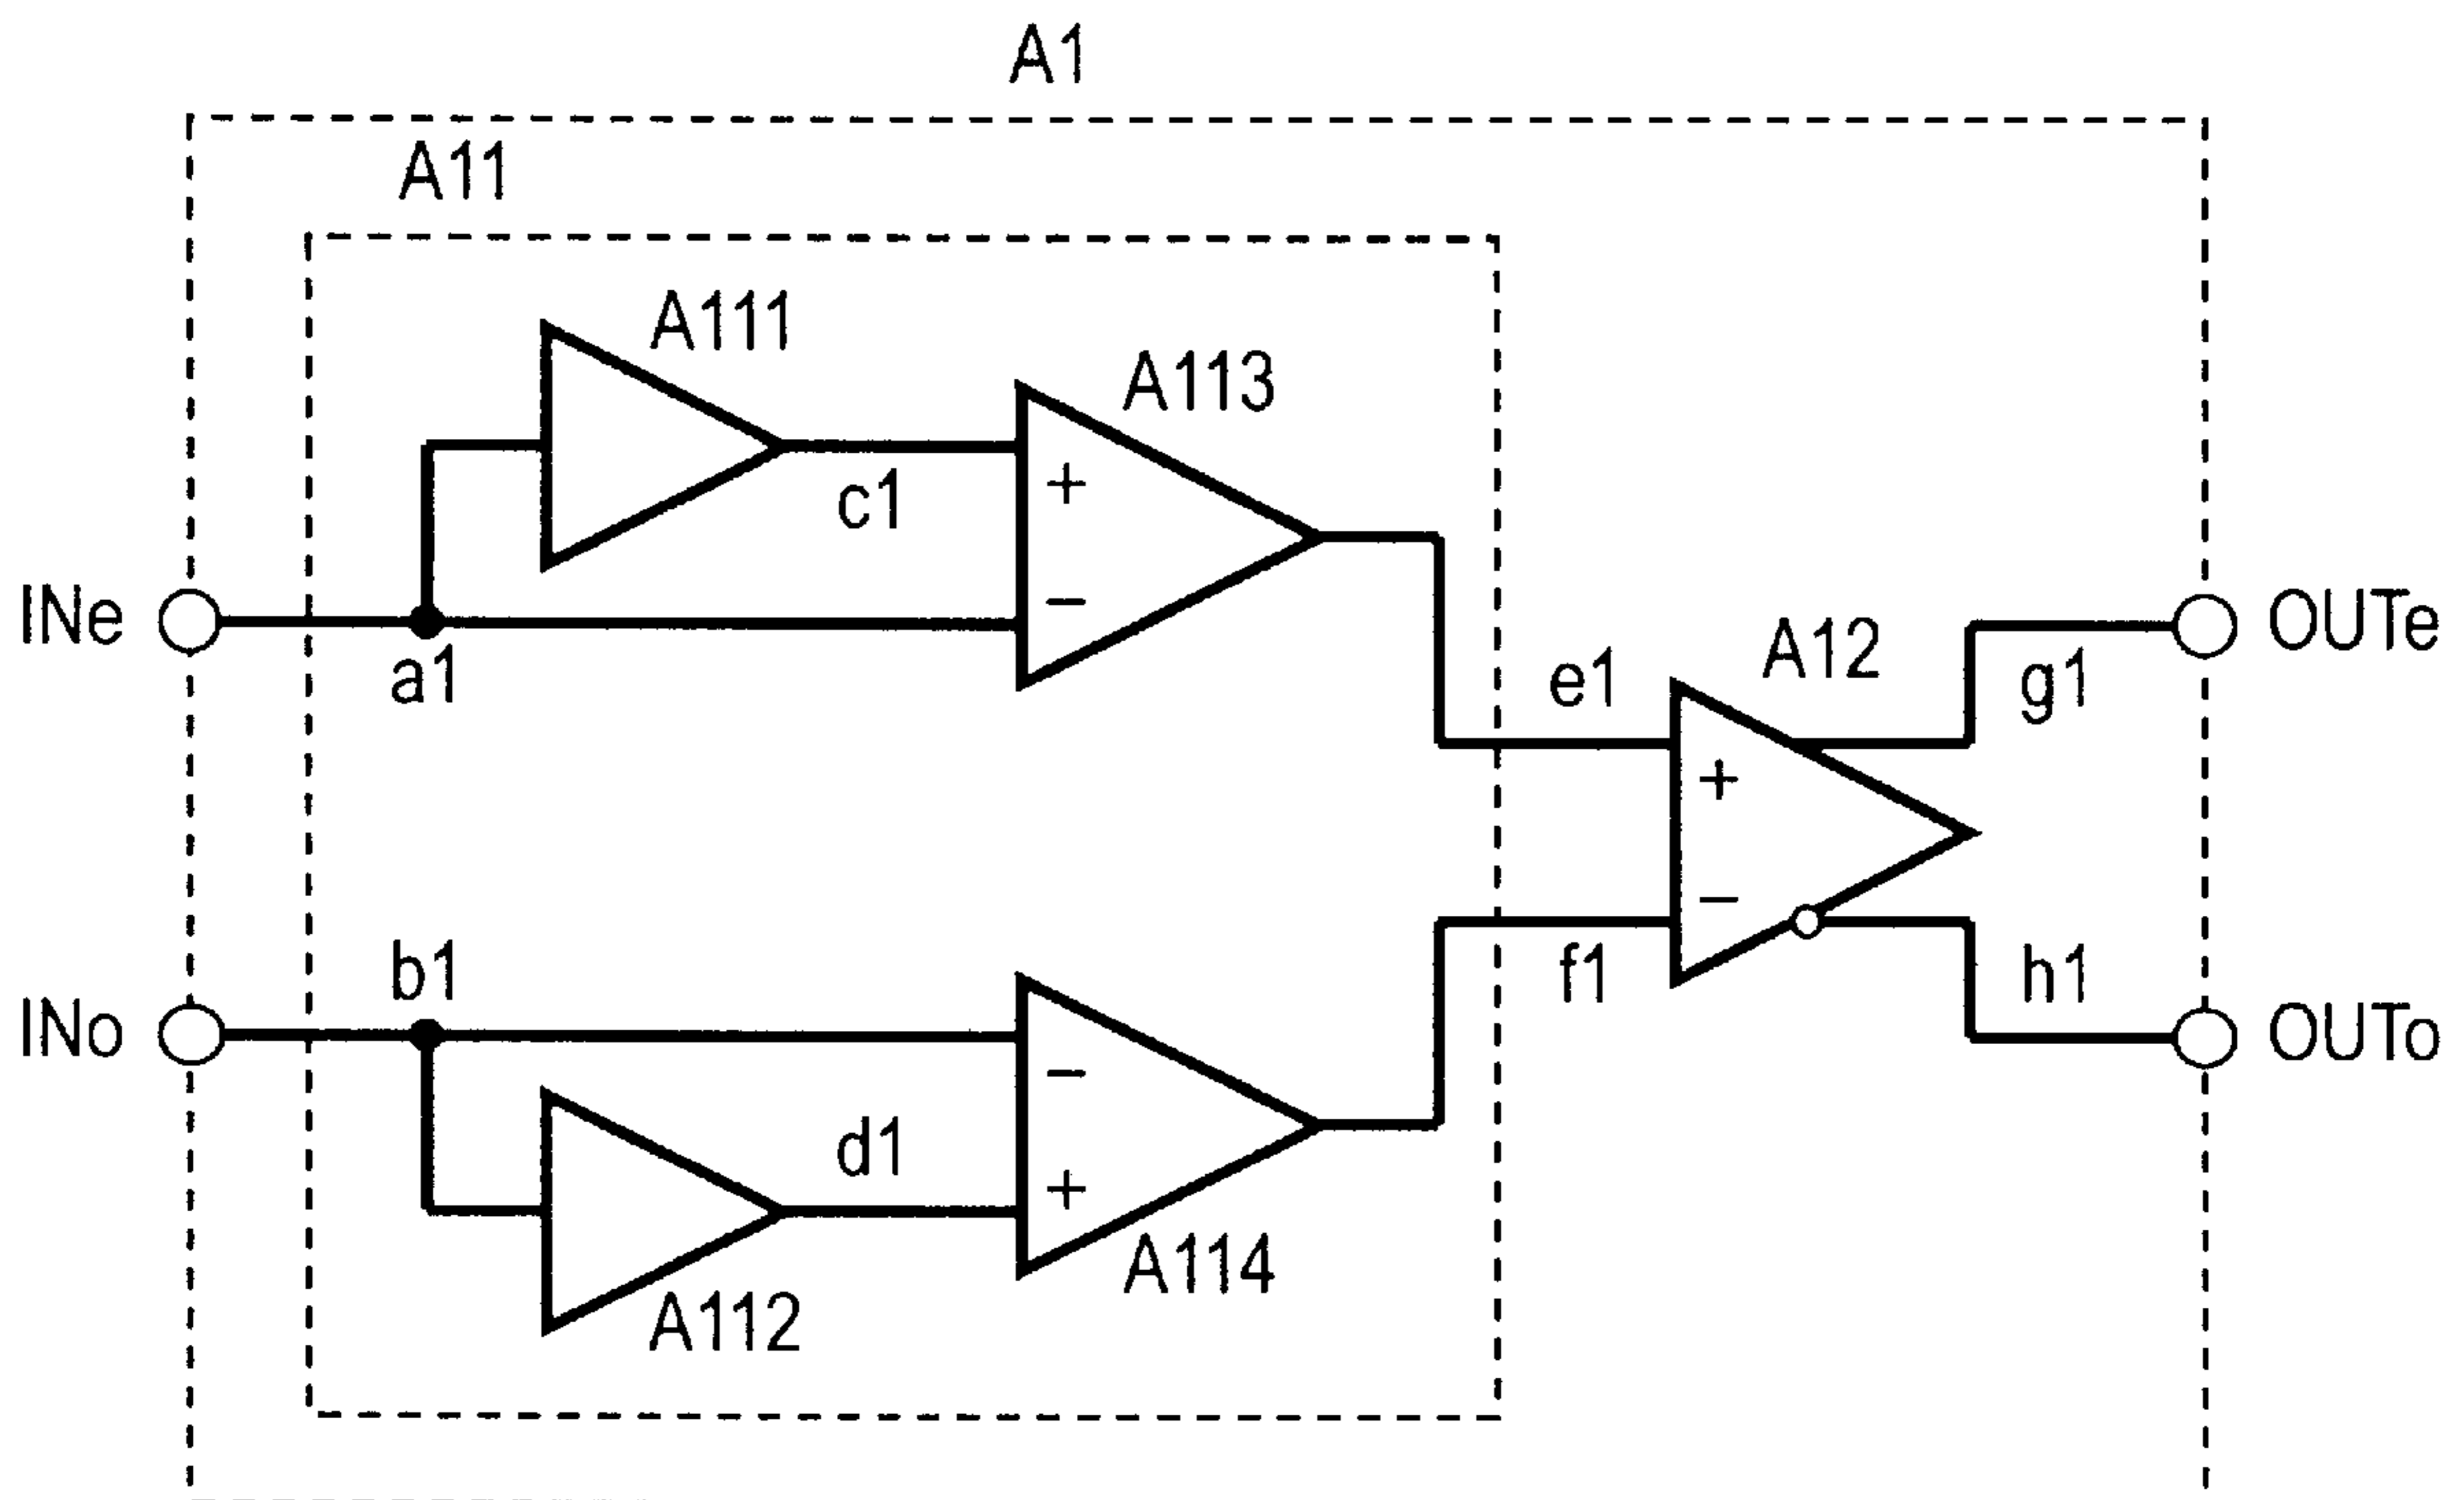 A1
A11
A111
A113
+
c1
−
INe
a1
e1
A12
g1
OUTe
+
−
INo
b1
f1
h1
OUTo
−
d1
+
A114
A112